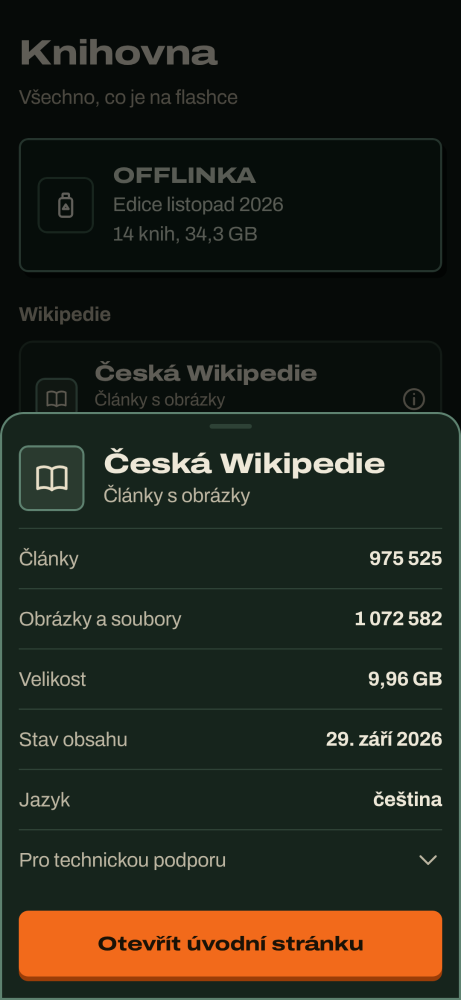 Knihovna
Všechno, co je na flashce
OFFLINKA
Edice listopad 2026
14 knih, 34,3 GB
Wikipedie
Česká Wikipedie
Články s obrázky
Česká Wikipedie
Články s obrázky
Články 975 525
Obrázky a soubory 1 072 582
Velikost 9,96 GB
Stav obsahu 29. září 2026
Jazyk čeština
Pro technickou podporu
Otevřít úvodní stránku